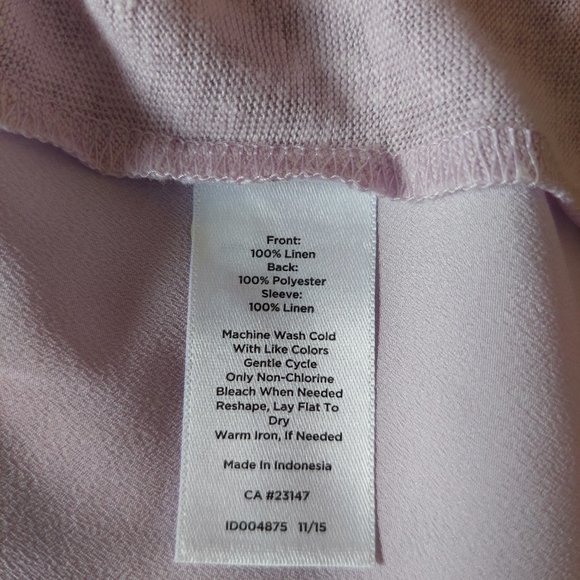 Front:
100% Linen
Back:
100% Polyester
Sleeve:
100% Linen
Machine Wash Cold
With Like Colors
Gentle Cycle
Only Non-Chlorine
Bleach When Needed
Reshape, Lay Flat To
Dry
Warm Iron, If Needed
Made In Indonesia
CA #23147
ID004875 11/15